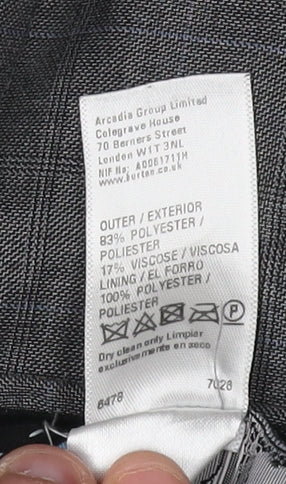 Arcadia Group Limited
Colegrave House
70 Berners Street
London W1T 3NL
NIF No: A0061711H
www.burton.co.uk
OUTER / EXTERIOR
83% POLYESTER /
POLIESTER
17% VISCOSE / VISCOSA
LINING / EL FORRO
100% POLYESTER /
POLIESTER
P
Dry clean only Limpiar
exclusivamente en seco
8478 7028